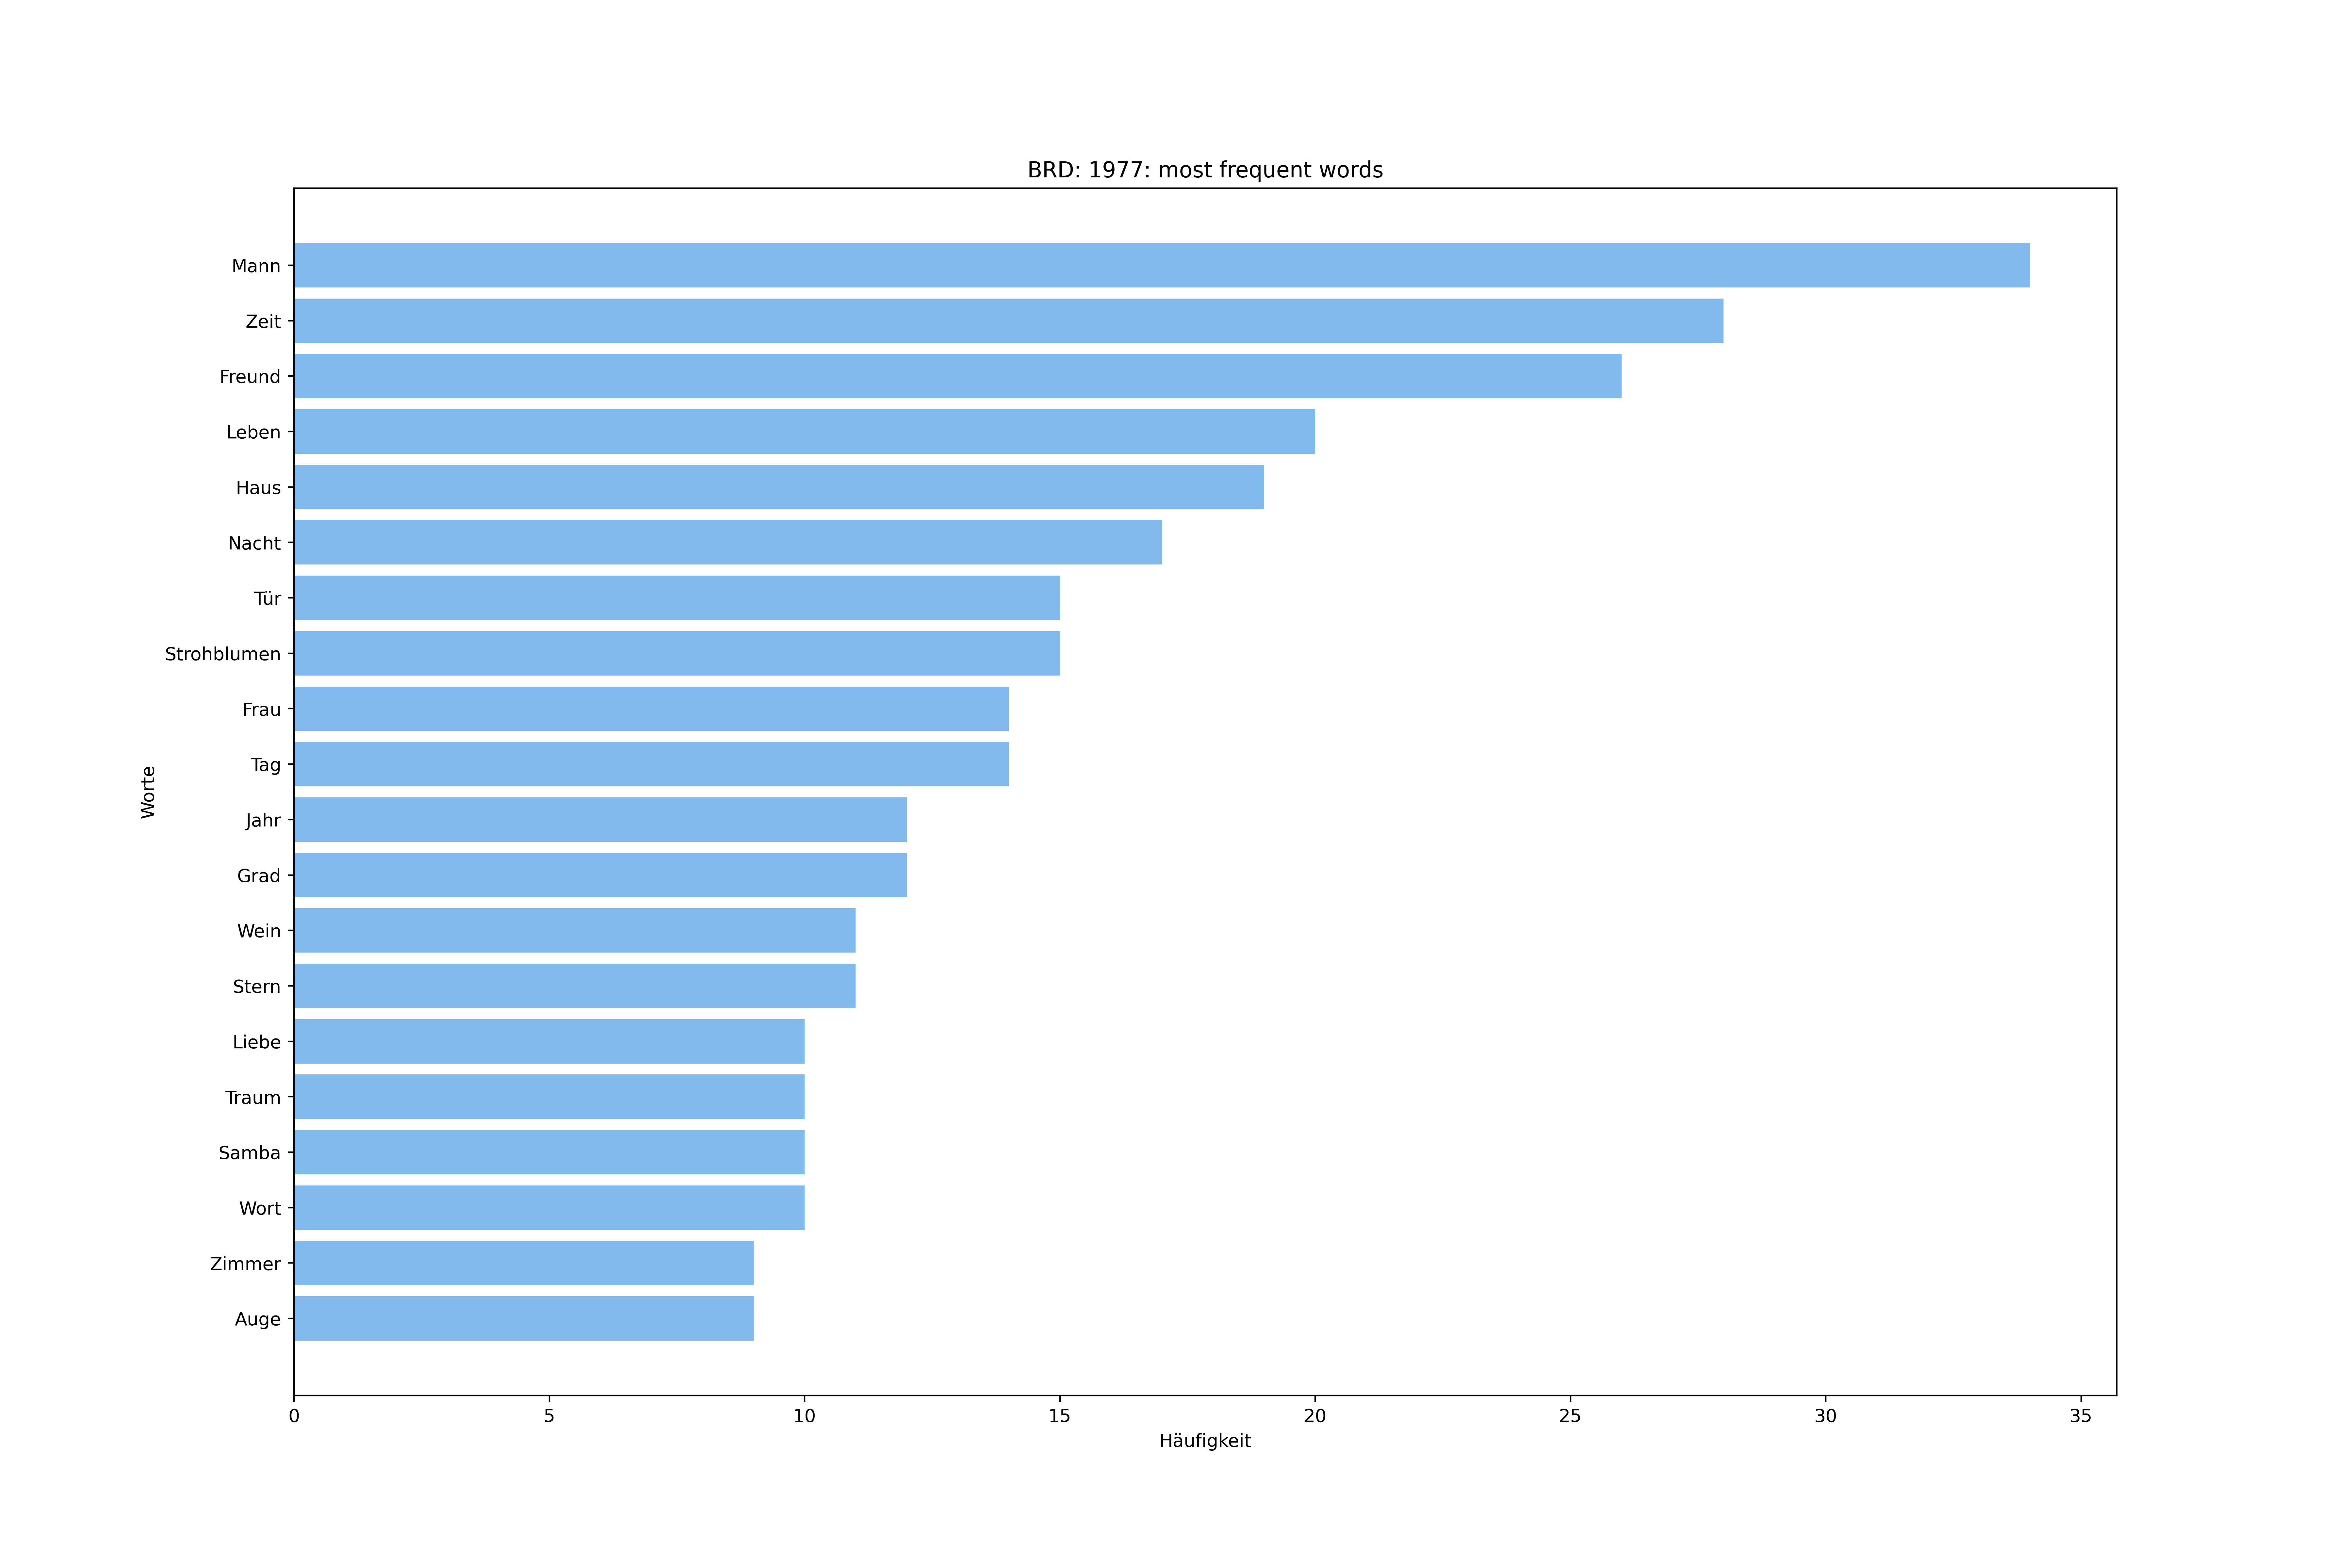 BRD: 1977: most frequent words
Mann
Zeit
Freund
Leben
Haus
Nacht
Tür
Strohblumen
Frau
Tag
Jahr
Grad
Wein
Stern
Liebe
Traum
Samba
Wort
Zimmer
Auge
Worte
0 5 10 15 20 25 30 35
Häufigkeit